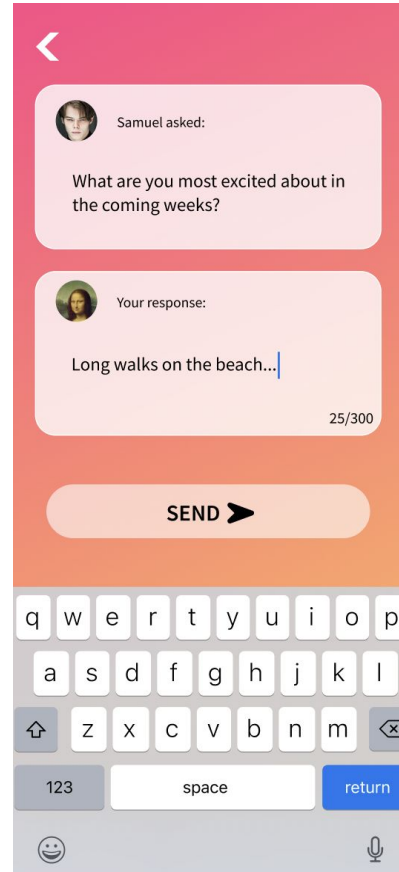 Samuel asked:
What are you most excited about in
the coming weeks?
Your response:
Long walks on the beach...
25/300
SEND
q w e r t y u i o p
a s d f g h j k l
z x c v b n m
123 space return